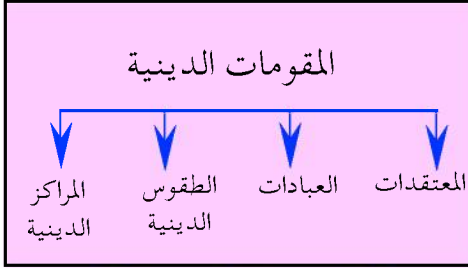 المقومات الدينية
المعتقدات
العبادات
الطقوس
الدينية
المراكز
الدينية